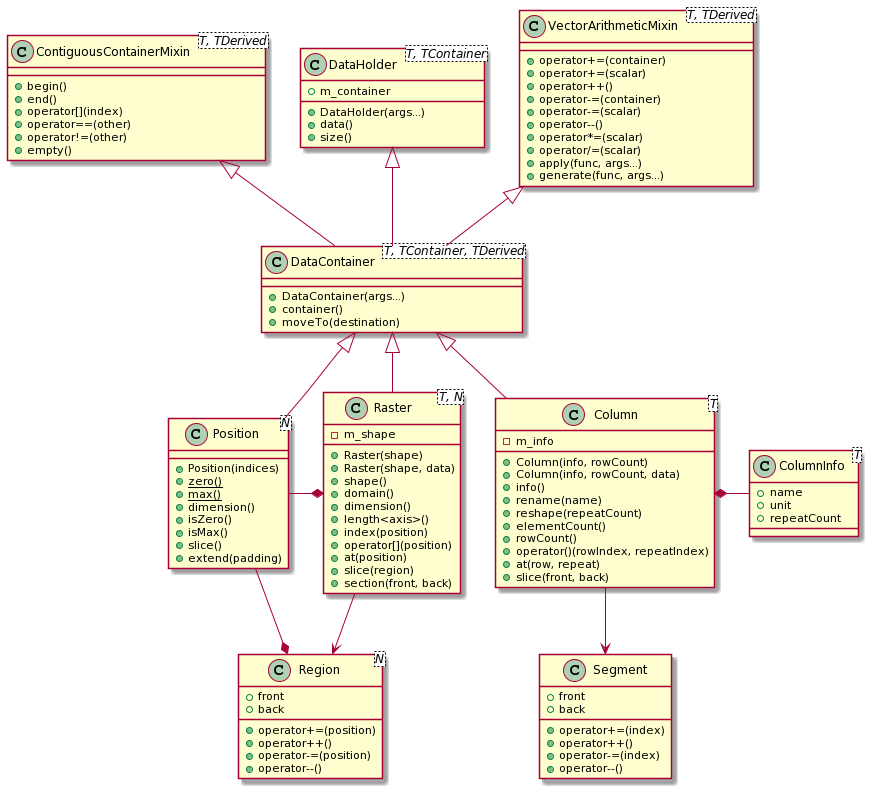 C ContiguousContainerMixin T, TDerived
begin()
end()
operator[](index)
operator==(other)
operator!=(other)
empty()
C DataHolder T, TContainer
m_container
DataHolder(args...)
data()
size()
C VectorArithmeticMixin T, TDerived
operator+=(container)
operator+=(scalar)
operator++()
operator-=(container)
operator-=(scalar)
operator--()
operator*=(scalar)
operator/=(scalar)
apply(func, args...)
generate(func, args...)
C DataContainer T, TContainer, TDerived
DataContainer(args...)
container()
moveTo(destination)
C Position N
Position(indices)
zero()
max()
dimension()
isZero()
isMax()
slice()
extend(padding)
C Raster T, N
m_shape
Raster(shape)
Raster(shape, data)
shape()
domain()
dimension()
length<axis>()
index(position)
operator[](position)
at(position)
slice(region)
section(front, back)
C Column T
m_info
Column(info, rowCount)
Column(info, rowCount, data)
info()
rename(name)
reshape(repeatCount)
elementCount()
rowCount()
operator()(rowIndex, repeatIndex)
at(row, repeat)
slice(front, back)
C ColumnInfo T
name
unit
repeatCount
C Region N
front
back
operator+=(position)
operator++()
operator-=(position)
operator--()
C Segment
front
back
operator+=(index)
operator++()
operator-=(index)
operator--()